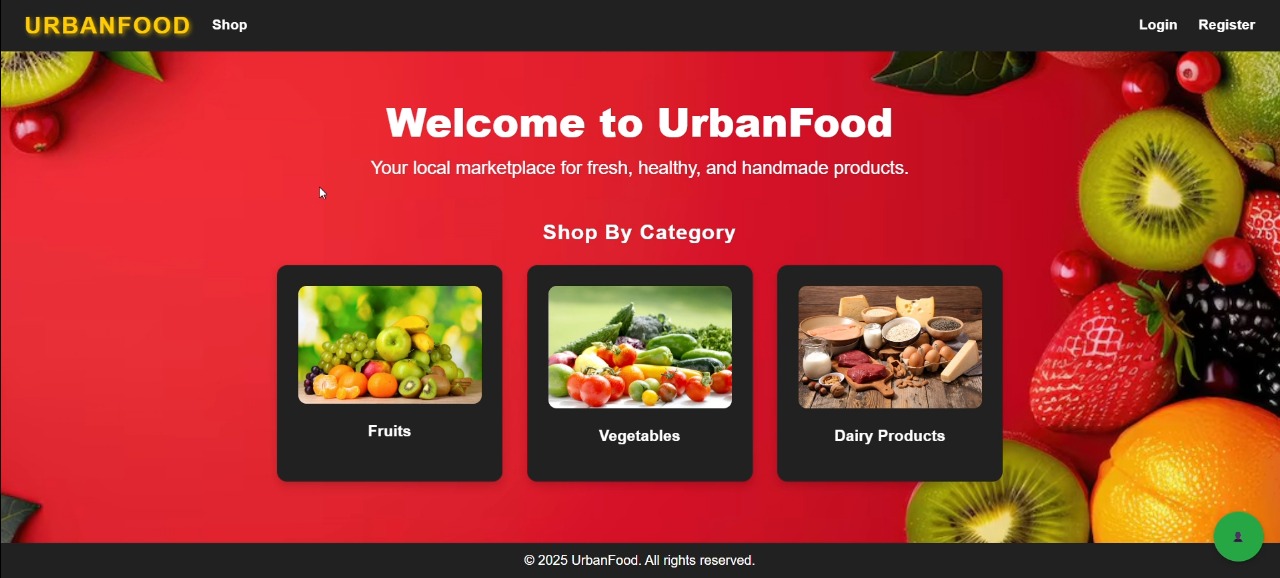 URBANFOOD
Shop
Login
Register
Welcome to UrbanFood
Your local marketplace for fresh, healthy, and handmade products.
Shop By Category
Fruits
Vegetables
Dairy Products
© 2025 UrbanFood. All rights reserved.